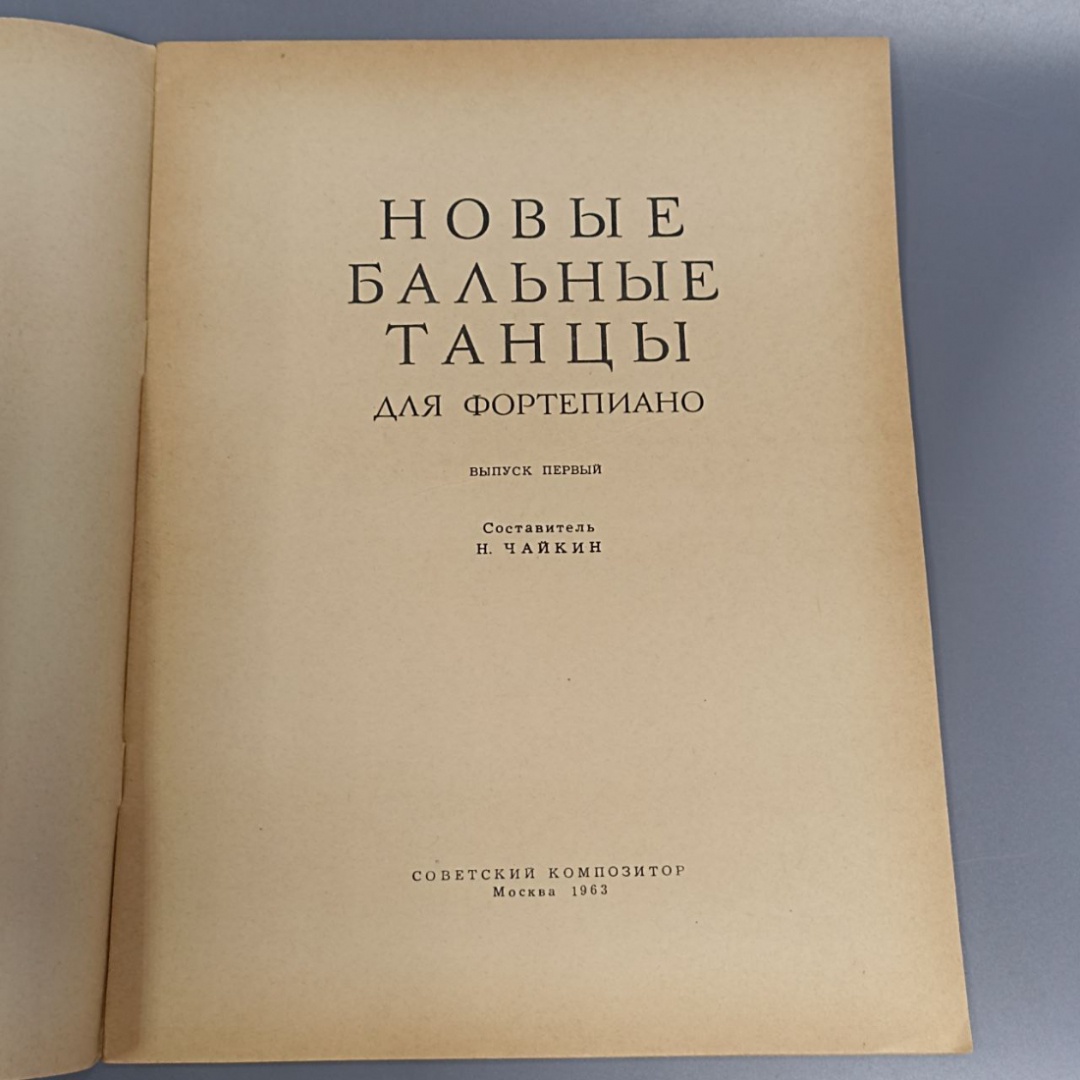 НОВЫЕ
БАЛЬНЫЕ
ТАНЦЫ
ДЛЯ ФОРТЕПИАНО
ВЫПУСК ПЕРВЫЙ
Составитель
Н. ЧАЙКИН
СОВЕТСКИЙ КОМПОЗИТОР
Москва 1963